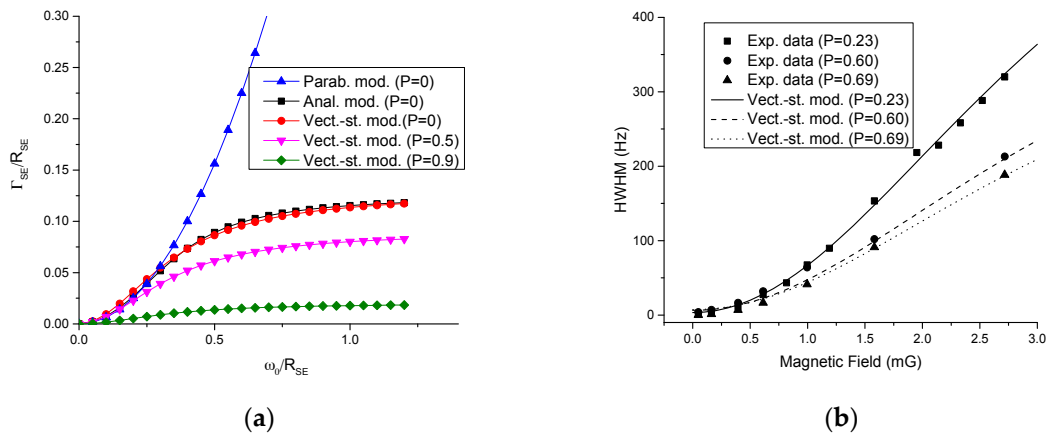 0.30
0.25
0.20
0.15
0.10
0.05
0.00
Γ_SE/R_SE
Parab. mod. (P=0)
Anal. mod. (P=0)
Vect.-st. mod.(P=0)
Vect.-st. mod. (P=0.5)
Vect.-st. mod. (P=0.9)
0.0 0.5 1.0
ω₀/R_SE
(a)
400
300
200
100
0
HWHM (Hz)
Exp. data (P=0.23)
Exp. data (P=0.60)
Exp. data (P=0.69)
Vect.-st. mod. (P=0.23)
Vect.-st. mod. (P=0.60)
Vect.-st. mod. (P=0.69)
0.0 0.5 1.0 1.5 2.0 2.5 3.0
Magnetic Field (mG)
(b)